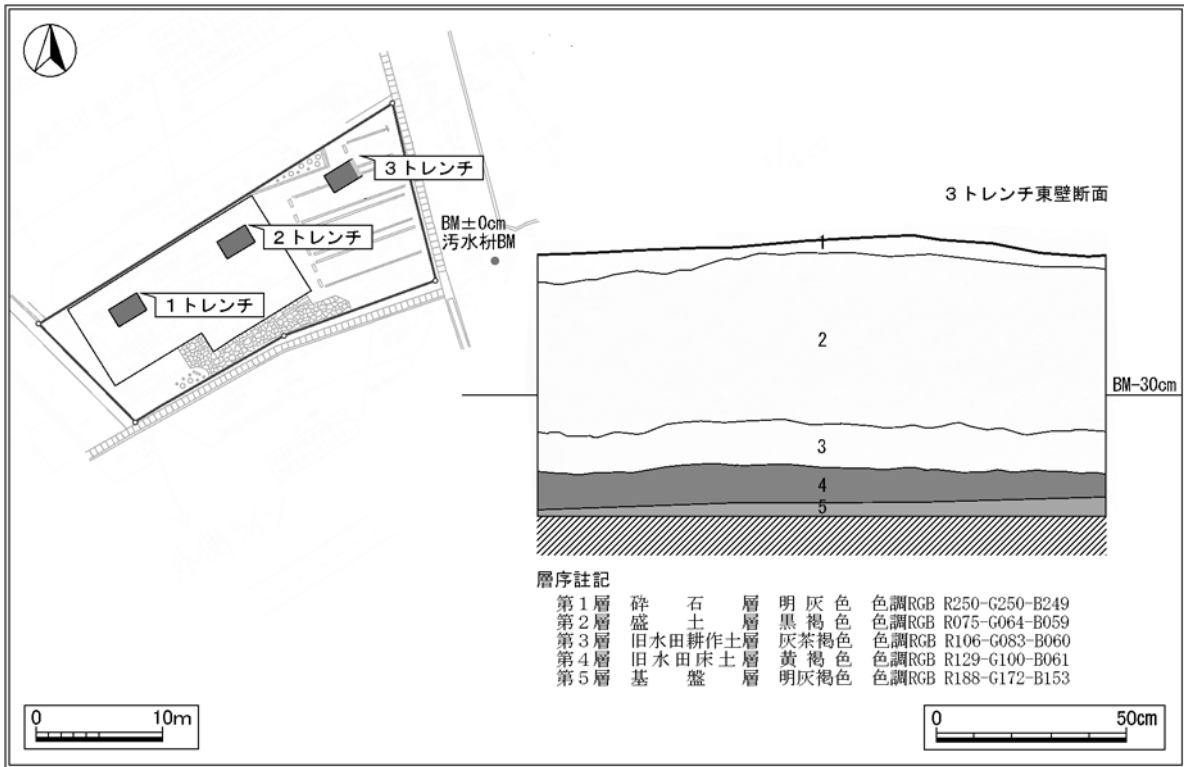 3トレンチ
2トレンチ
1トレンチ
BM±0cm
汚水枡BM
3トレンチ東壁断面
1
2
BM-30cm
3
4
5
層序註記
第1層 砕石層 明灰色 色調RGB R250-G250-B249
第2層 盛土層 黒褐色 色調RGB R075-G064-B059
第3層 旧水田耕作土層 灰茶褐色 色調RGB R106-G083-B060
第4層 旧水田床土層 黄褐色 色調RGB R129-G100-B061
第5層 基盤層 明灰褐色 色調RGB R188-G172-B153
0 10m
0 50cm